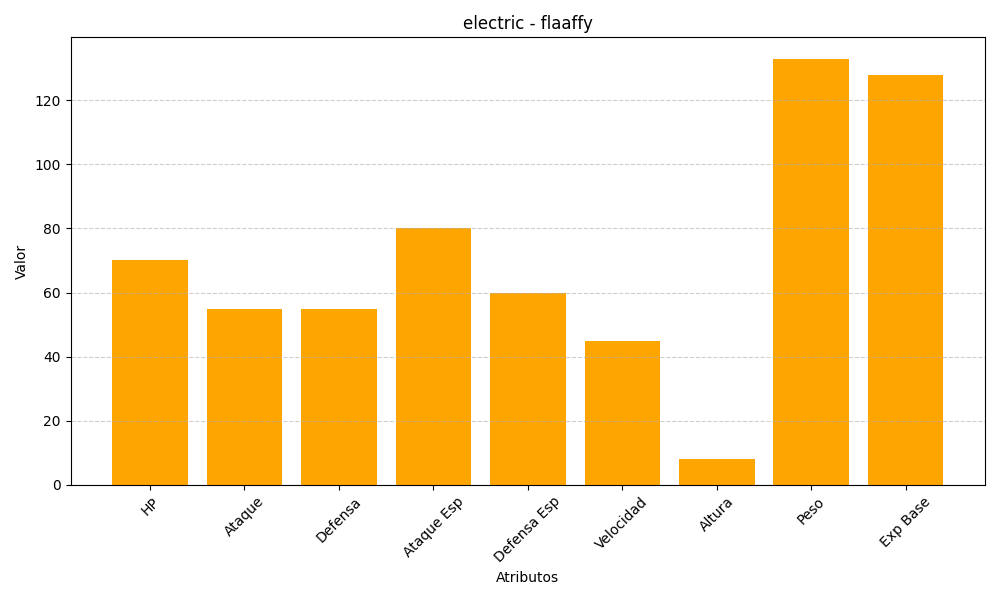 electric - flaaffy
Valor
120
100
80
60
40
20
0
HP
Ataque
Defensa
Ataque Esp
Defensa Esp
Velocidad
Altura
Peso
Exp Base
Atributos